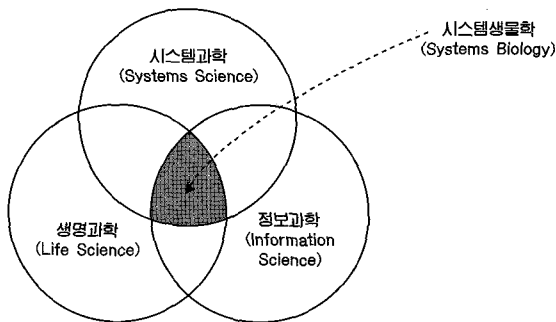 시스템과학
(Systems Science)
시스템생물학
(Systems Biology)
생명과학
(Life Science)
정보과학
(Information
Science)